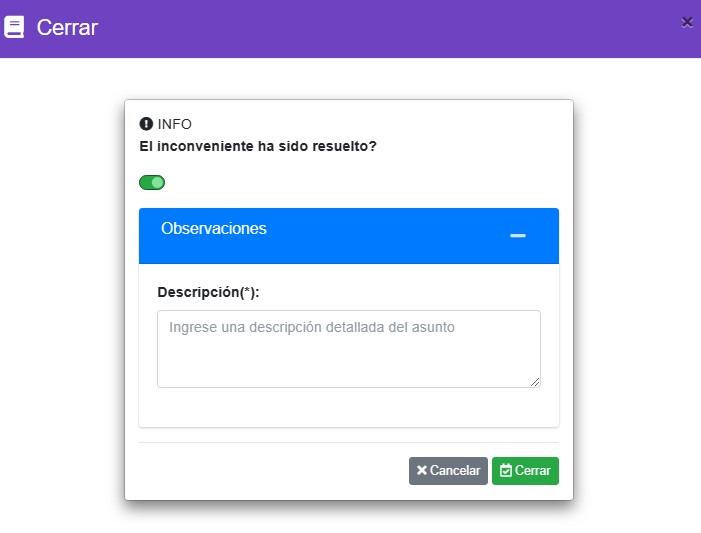 Cerrar
INFO
El inconveniente ha sido resuelto?
Observaciones
Descripción(*):
Ingrese una descripción detallada del asunto
Cancelar
Cerrar